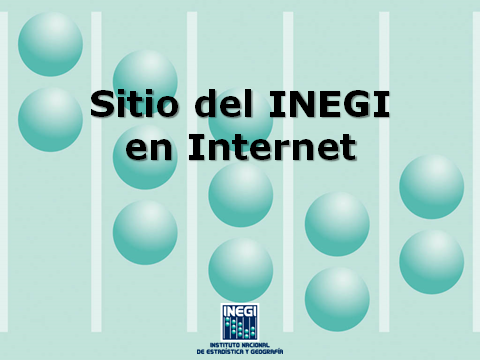 Sitio del INEGI
en Internet
INEGI
INSTITUTO NACIONAL
DE ESTADÍSTICA Y GEOGRAFÍA